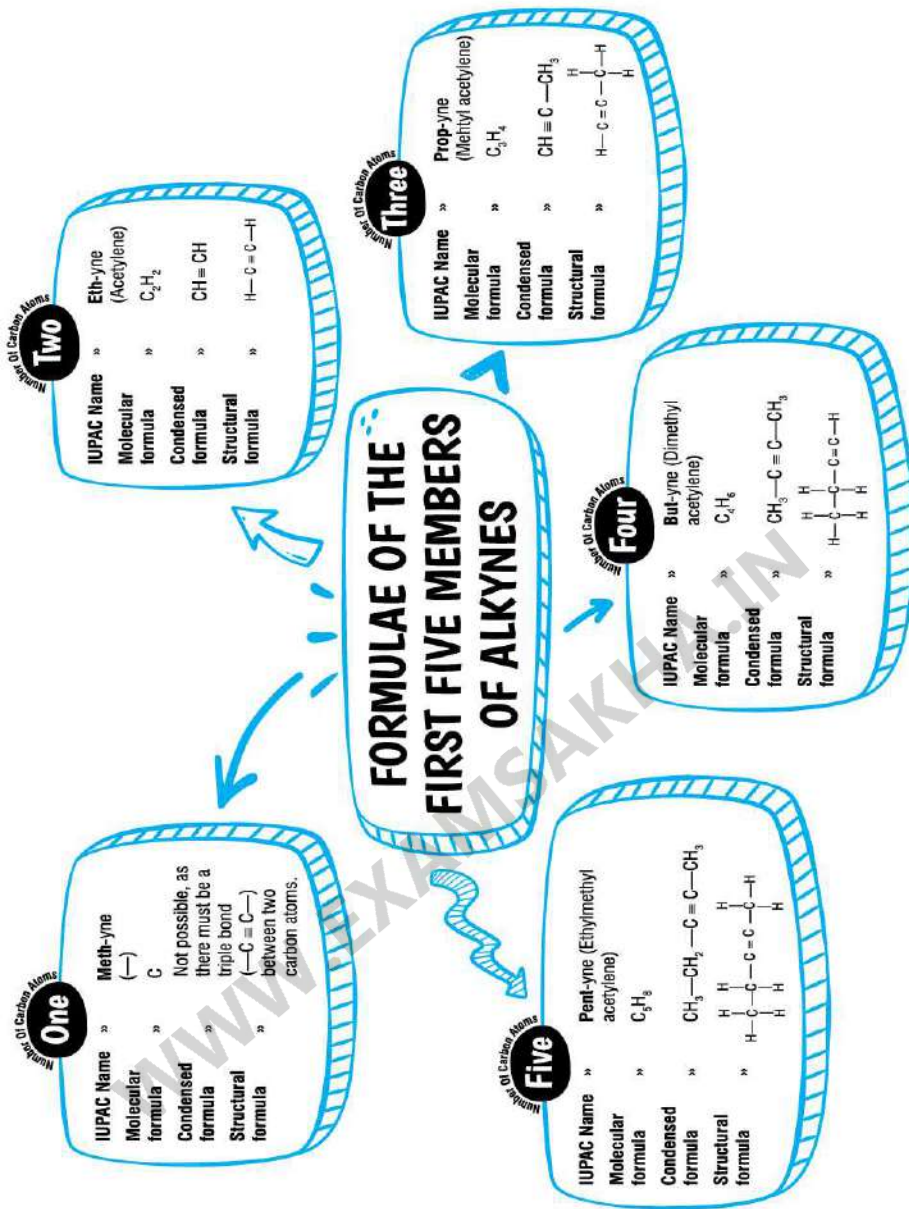 FORMULAE OF THE
FIRST FIVE MEMBERS
OF ALKYNES
Number Of Carbon Atoms
One
IUPAC Name » Meth-yne
(—)
Molecular
formula » C
Condensed
formula »
Structural
formula »
Not possible, as
there must be a
triple bond
(—C ≡ C—)
between two
carbon atoms.
Number Of Carbon Atoms
Two
IUPAC Name » Eth-yne
(Acetylene)
Molecular
formula » C₂H₂
Condensed
formula » CH ≡ CH
Structural
formula » H—C ≡ C—H
Number Of Carbon Atoms
Three
IUPAC Name » Prop-yne
(Mehtyl acetylene)
Molecular
formula » C₃H₄
Condensed
formula » CH ≡ C —CH₃
Structural
formula »
H
H—C ≡ C—C—H
H
Number Of Carbon Atoms
Four
IUPAC Name » But-yne (Dimethyl
acetylene)
Molecular
formula » C₄H₆
Condensed
formula » CH₃—C ≡ C—CH₃
Structural
formula »
H H
H—C—C—C=C—H
H H
Number Of Carbon Atoms
Five
IUPAC Name » Pent-yne (Ethylmethyl
acetylene)
Molecular
formula » C₅H₈
Condensed
formula » CH₃—CH₂ —C ≡ C—CH₃
Structural
formula »
H H H
H—C—C—C=C—C—H
H H H
WWW.EXAMSAKHA.IN